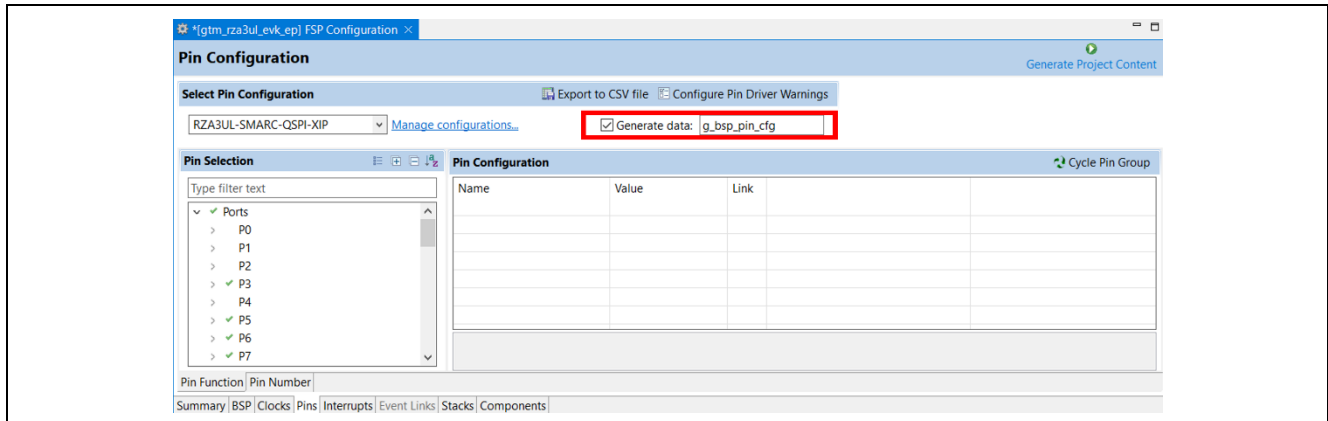 *[gtm_rza3ul_evk_ep] FSP Configuration ×
Pin Configuration
Generate Project Content
Select Pin Configuration
Export to CSV file
Configure Pin Driver Warnings
RZA3UL-SMARC-QSPI-XIP
Manage configurations...
Generate data: g_bsp_pin_cfg
Pin Selection
Pin Configuration
Cycle Pin Group
Type filter text
Name Value Link
Ports
P0
P1
P2
P3
P4
P5
P6
P7
Pin Function Pin Number
Summary BSP Clocks Pins Interrupts Event Links Stacks Components